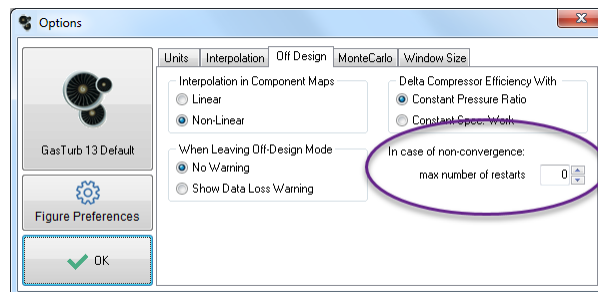 Options
Units Interpolation Off Design MonteCarlo Window Size
Interpolation in Component Maps
Linear
Non-Linear
Delta Compressor Efficiency With
Constant Pressure Ratio
Constant Spec. Work
GasTurb 13 Default
When Leaving Off-Design Mode
No Warning
Show Data Loss Warning
In case of non-convergence:
max number of restarts 0
Figure Preferences
OK